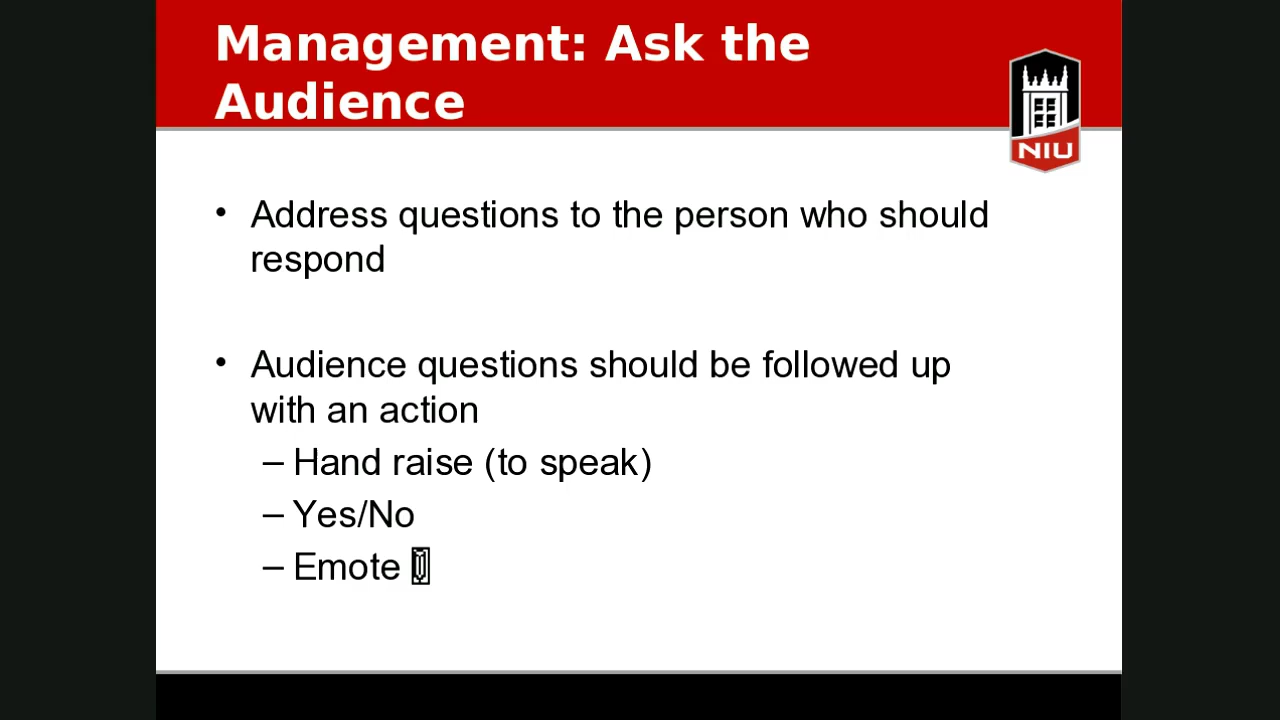 Management: Ask the
Audience
NIU
• Address questions to the person who should
respond
• Audience questions should be followed up
with an action
– Hand raise (to speak)
– Yes/No
– Emote